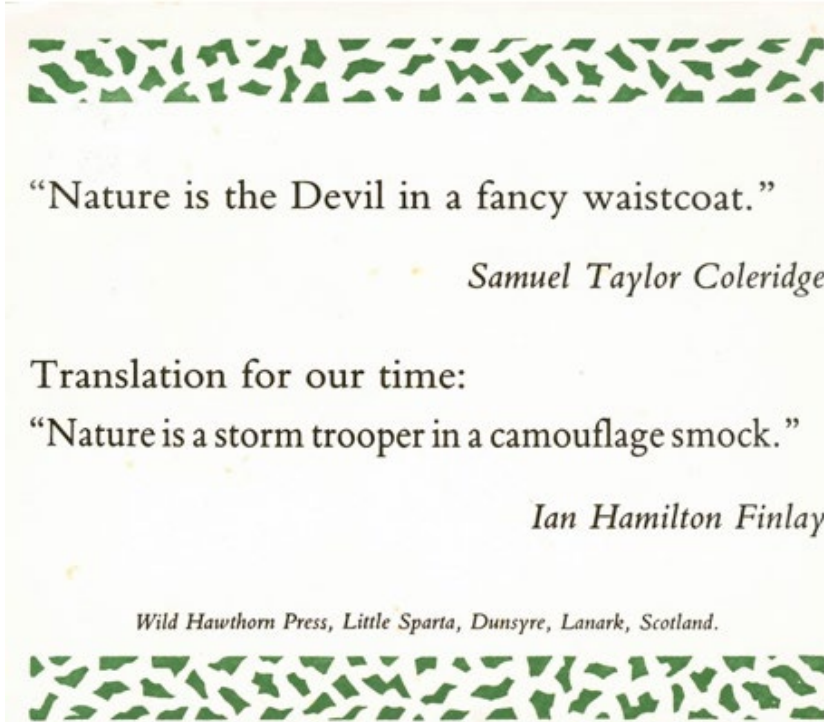 “Nature is the Devil in a fancy waistcoat.”
Samuel Taylor Coleridge
Translation for our time:
“Nature is a storm trooper in a camouflage smock.”
Ian Hamilton Finlay
Wild Hawthorn Press, Little Sparta, Dunsyre, Lanark, Scotland.